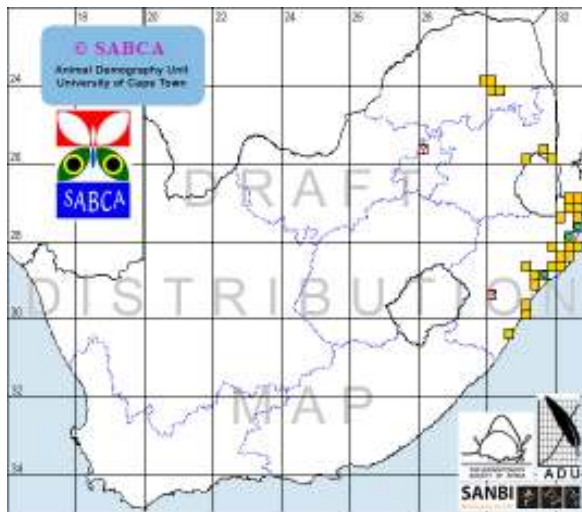 16 18 20 22 24 26 28 30 32
© SABCA
Animal Demography Unit
University of Cape Town
24
SABCA
26
DRAFT
28
DISTRIBUTION
30
32
MAP
34
ADU
SANBI